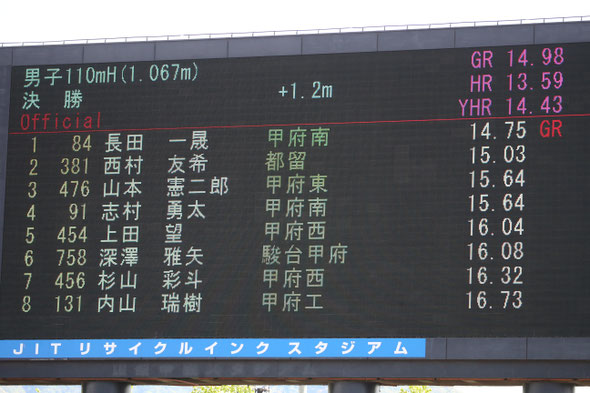 男子110mH(1.067m) GR 14.98
決 勝 +1.2m HR 13.59
Official YHR 14.43
1 84 長田 一晟 甲府南 14.75 GR
2 381 西村 友希 都留 15.03
3 476 山本 憲二郎 甲府東 15.64
4 91 志村 勇太 甲府南 15.64
5 454 上田 望 甲府西 16.04
6 758 深澤 雅矢 駿台甲府 16.08
7 456 杉山 彩斗 甲府西 16.32
8 131 内山 瑞樹 甲府工 16.73
JITリサイクルインクスタジアム